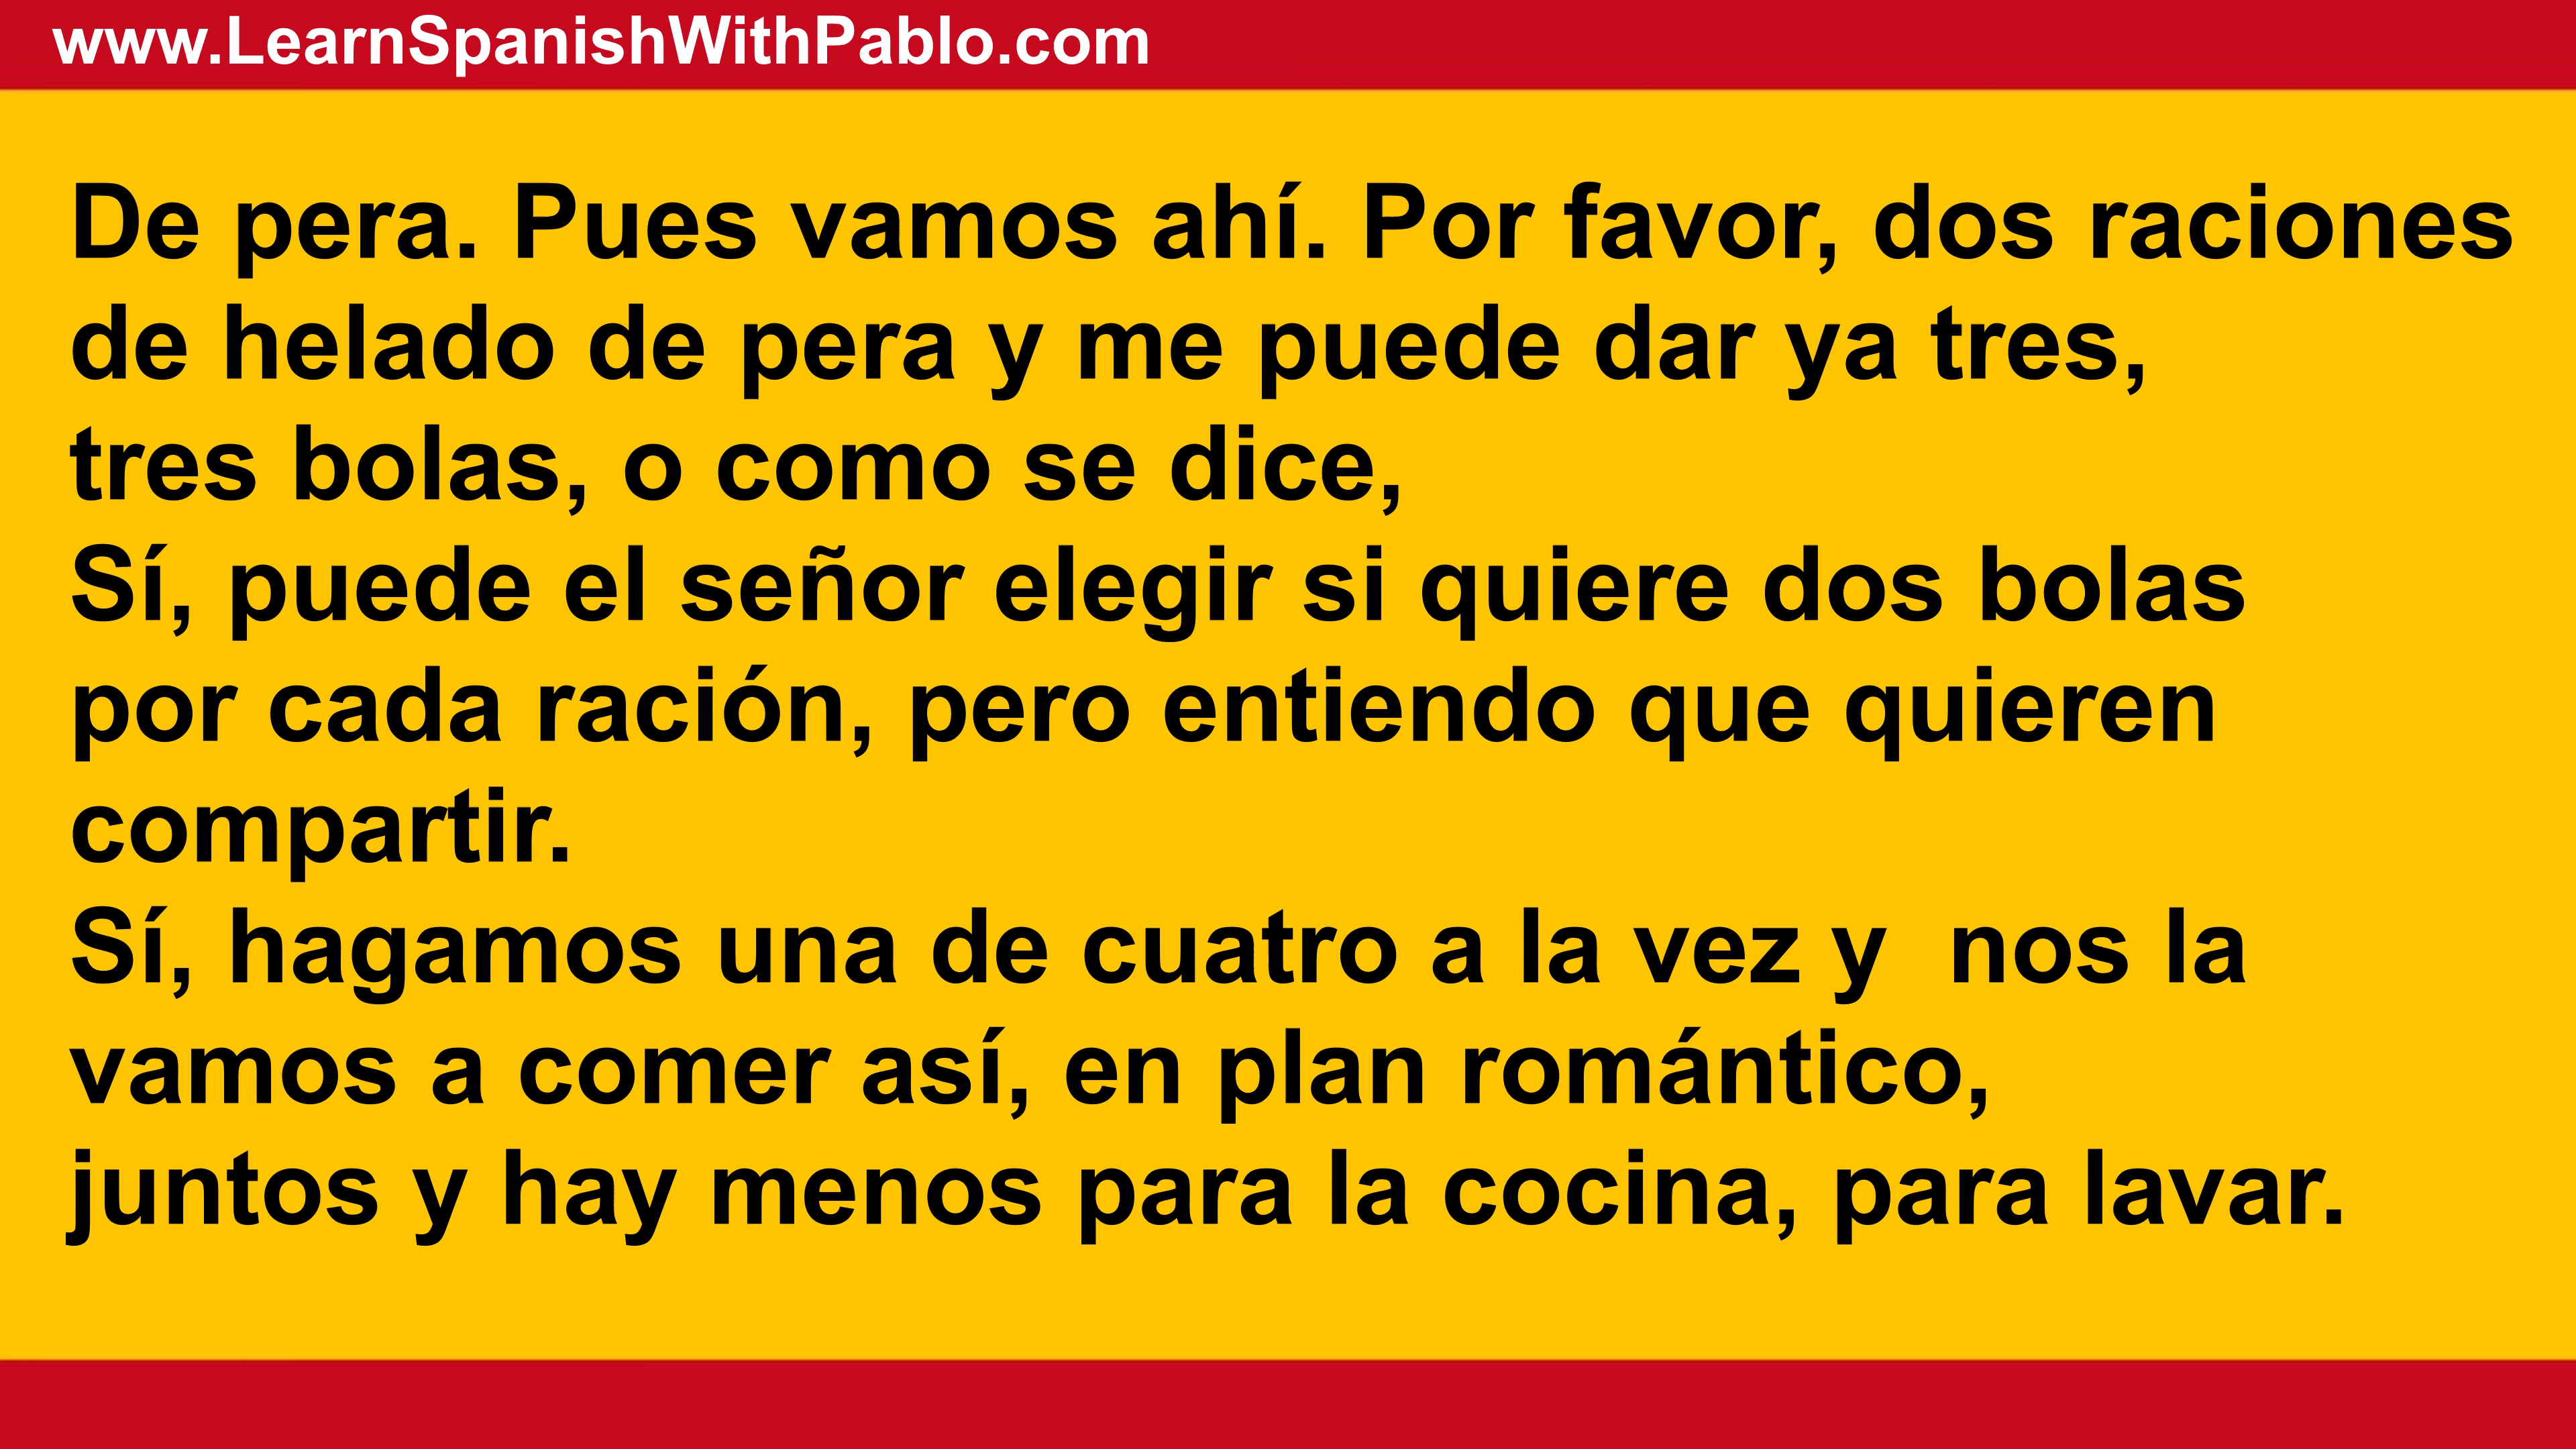 www.LearnSpanishWithPablo.com
De pera. Pues vamos ahí. Por favor, dos raciones
de helado de pera y me puede dar ya tres,
tres bolas, o como se dice,
Sí, puede el señor elegir si quiere dos bolas
por cada ración, pero entiendo que quieren
compartir.
Sí, hagamos una de cuatro a la vez y  nos la
vamos a comer así, en plan romántico,
juntos y hay menos para la cocina, para lavar.